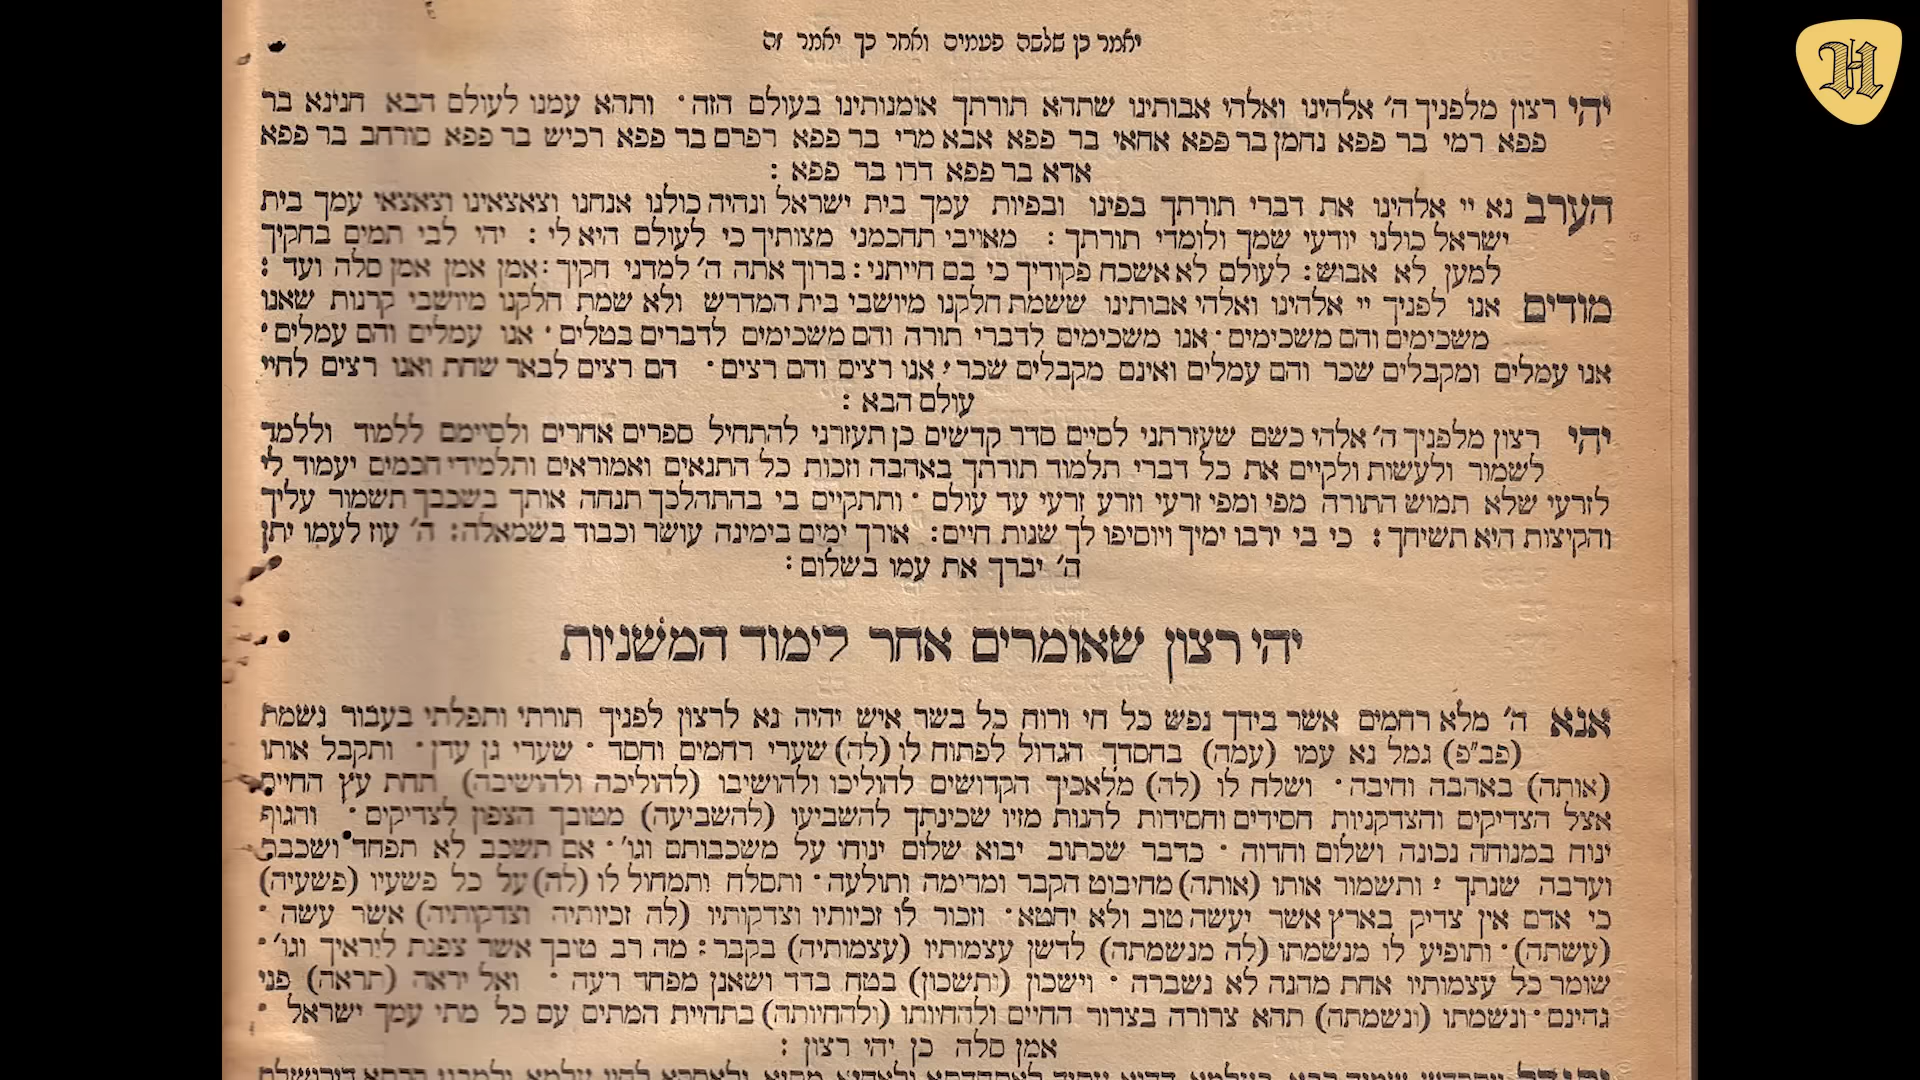 יאמר כן שלשה פעמים ואחר כך יאמר זה
יהי רצון מלפניך ה׳ אלהינו ואלהי אבותינו שתהא תורתך אומנותינו בעולם הזה · ותהא עמנו לעולם הבא חנינא בר
פפא רמי בר פפא נחמן בר פפא אחאי בר פפא אבא מרי בר פפא רפרם בר פפא רכיש בר פפא סורחב בר פפא
אדא בר פפא דרו בר פפא :
הערב נא יי אלהינו את דברי תורתך בפינו ובפיות עמך בית ישראל ונהיה כולנו אנחנו וצאצאינו וצאצאי עמך בית
ישראל כולנו יודעי שמך ולומדי תורתך : מאויבי תחכמני מצותיך כי לעולם היא לי : יהי לבי תמים בחקיך
למען לא אבוש : לעולם לא אשכח פקודיך כי בם חייתני : ברוך אתה ה׳ למדני חקיך : אמן אמן אמן סלה ועד :
מודים אנו לפניך יי אלהינו ואלהי אבותינו ששמת חלקנו מיושבי בית המדרש ולא שמת חלקנו מיושבי קרנות שאנו
משכימים והם משכימים · אנו משכימים לדברי תורה והם משכימים לדברים בטלים · אנו עמלים והם עמלים ·
אנו עמלים ומקבלים שכר והם עמלים ואינם מקבלים שכר · אנו רצים והם רצים · הם רצים לבאר שחת ואנו רצים לחיי
עולם הבא :
יהי רצון מלפניך ה׳ אלהי כשם שעזרתני לסיים סדר קדשים כן תעזרני להתחיל ספרים אחרים ולסיימם ללמוד וללמד
לשמור ולעשות ולקיים את כל דברי תלמוד תורתך באהבה וזכות כל התנאים ואמוראים ותלמידי חכמים יעמוד לי
לזרעי שלא תמוש התורה מפי ומפי זרעי וזרע זרעי עד עולם · ותתקיים בי בהתהלכך תנחה אותך בשכבך תשמור עליך
והקיצות היא תשיחך : כי בי ירבו ימיך ויוסיפו לך שנות חיים : אורך ימים בימינה עושר וכבוד בשמאלה : ה׳ עוז לעמו יתן
ה׳ יברך את עמו בשלום :
יהי רצון שאומרים אחר לימוד המשניות
אנא ה׳ מלא רחמים אשר בידך נפש כל חי ורוח כל בשר איש יהיה נא לרצון לפניך תורתי ותפלתי בעבור נשמת
(פב״פ) גמל נא עמו (עמה) בחסדך הגדול לפתוח לו (לה) שערי רחמים וחסד · שערי גן עדן · ותקבל אותו
(אותה) באהבה וחיבה · ושלח לו (לה) מלאכיך הקדושים להוליכו ולהושיבו (להוליכה ולהושיבה) תחת עץ החיים
אצל הצדיקים והצדקניות חסידים וחסידות להנות מזיו שכינתך להשביעו (להשביעה) מטובך הצפון לצדיקים · והגוף
ינוח במנוחה נכונה ושלום וחדוה · כדבר שכתוב יבוא שלום ינוחו על משכבותם וגו׳ · אם תשכב לא תפחד ושכבת
וערבה שנתך : ותשמור אותו (אותה) מחיבוט הקבר ומרימה ותולעה · ותסלח ותמחול לו (לה) על כל פשעיו (פשעיה)
כי אדם אין צדיק בארץ אשר יעשה טוב ולא יחטא · וזכור לו זכיותיו וצדקותיו (לה זכיותיה וצדקותיה) אשר עשה ·
(עשתה) · ותופיע לו מנשמתו (לה מנשמתה) לדשן עצמותיו (עצמותיה) בקבר : מה רב טובך אשר צפנת ליראיך וגו׳ ·
שומר כל עצמותיו אחת מהנה לא נשברה · וישכון (ותשכון) בטח בדד ושאנן מפחד רעה · ואל יראה (תראה) פני
גהינם · ונשמתו (ונשמתה) תהא צרורה בצרור החיים ולהחיותו (ולהחיותה) בתחיית המתים עם כל מתי עמך ישראל ·
אמן סלה כן יהי רצון :